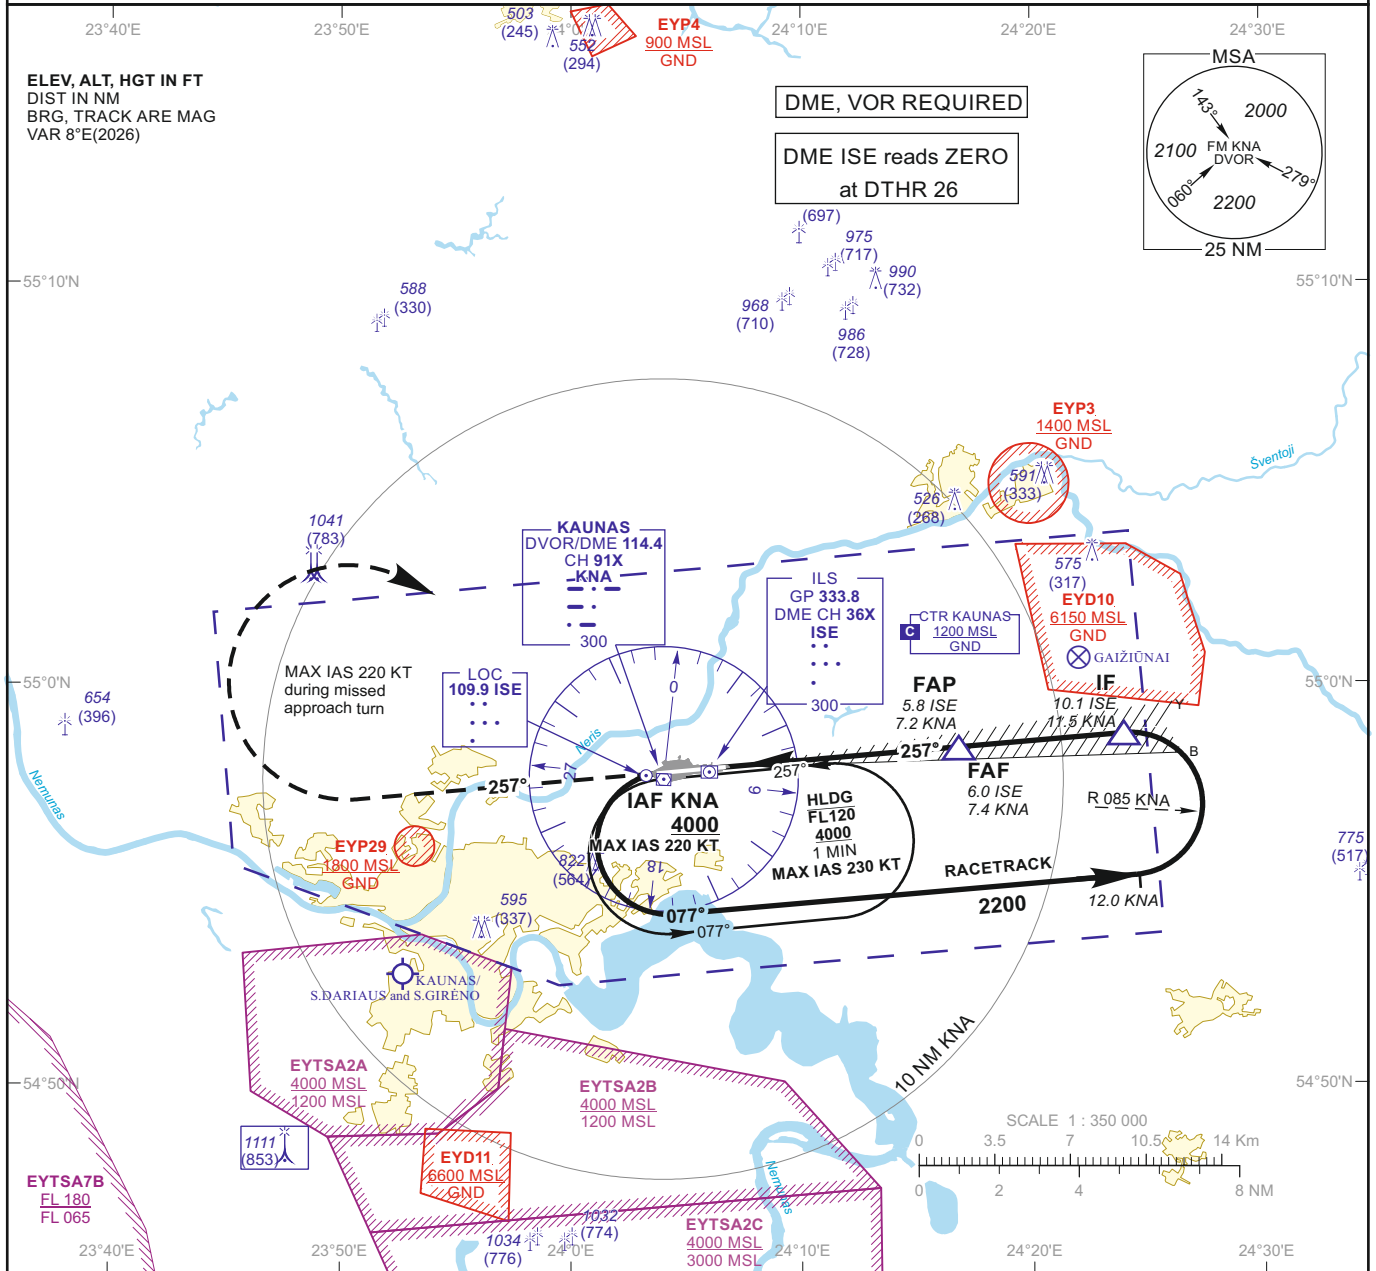 23°40'E
23°50'E
24°10'E
24°20'E
24°30'E
503
(245)
552
(294)
EYP4
900 MSL
GND
ELEV, ALT, HGT IN FT
DIST IN NM
BRG, TRACK ARE MAG
VAR 8°E(2026)
DME, VOR REQUIRED
DME ISE reads ZERO
at DTHR 26
MSA
143°
2000
2100
FM KNA
DVOR
060°
279°
2200
25 NM
(697)
975
(717)
990
(732)
968
(710)
986
(728)
55°10'N
55°10'N
588
(330)
EYP3
1400 MSL
GND
591
(333)
526
(268)
Šventoji
1041
(783)
KAUNAS
DVOR/DME 114.4
CH 91X
KNA
300
ILS
GP 333.8
DME CH 36X
ISE
300
C
CTR KAUNAS
1200 MSL
GND
575
(317)
EYD10
6150 MSL
GND
GAIŽIŪNAI
MAX IAS 220 KT
during missed
approach turn
LOC
109.9 ISE
55°0'N
55°0'N
654
(396)
FAP
5.8 ISE
7.2 KNA
IF
10.1 ISE
11.5 KNA
Y
B
0
27
9
18
Neris
257°
257°
257°
FAF
6.0 ISE
7.4 KNA
R 085 KNA
IAF KNA
4000
MAX IAS 220 KT
HLDG
FL120
4000
1 MIN
MAX IAS 230 KT
Nemunas
EYP29
1800 MSL
GND
822
(564)
775
(517)
RACETRACK
2200
12.0 KNA
077°
077°
595
(337)
KAUNAS/
S.DARIAUS and S.GIRĖNO
10 NM KNA
EYTSA2A
4000 MSL
1200 MSL
EYTSA2B
4000 MSL
1200 MSL
54°50'N
54°50'N
SCALE 1 : 350 000
0
3.5
7
10.5
14 Km
0
2
4
8 NM
1111
(853)
EYD11
6600 MSL
GND
EYTSA7B
FL 180
FL 065
Nemunas
1034
(776)
1032
(774)
EYTSA2C
4000 MSL
3000 MSL
23°40'E
23°50'E
24°0'E
24°10'E
24°20'E
24°30'E